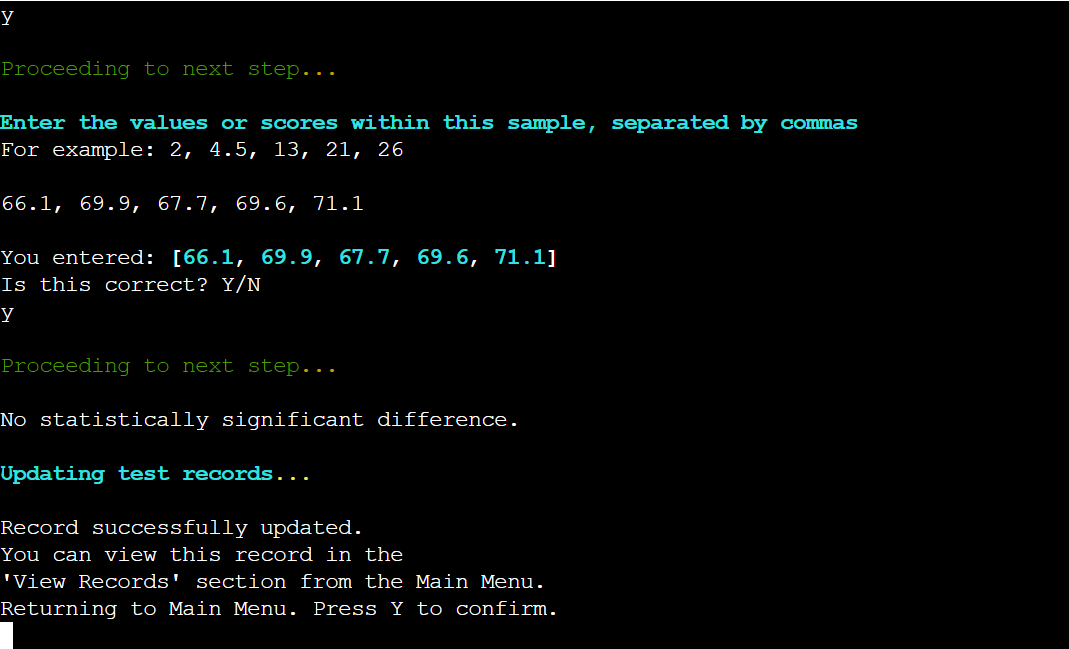 y
Proceeding to next step...
Enter the values or scores within this sample, separated by commas
For example: 2, 4.5, 13, 21, 26
66.1, 69.9, 67.7, 69.6, 71.1
You entered: [66.1, 69.9, 67.7, 69.6, 71.1]
Is this correct? Y/N
y
Proceeding to next step...
No statistically significant difference.
Updating test records...
Record successfully updated.
You can view this record in the
'View Records' section from the Main Menu.
Returning to Main Menu. Press Y to confirm.